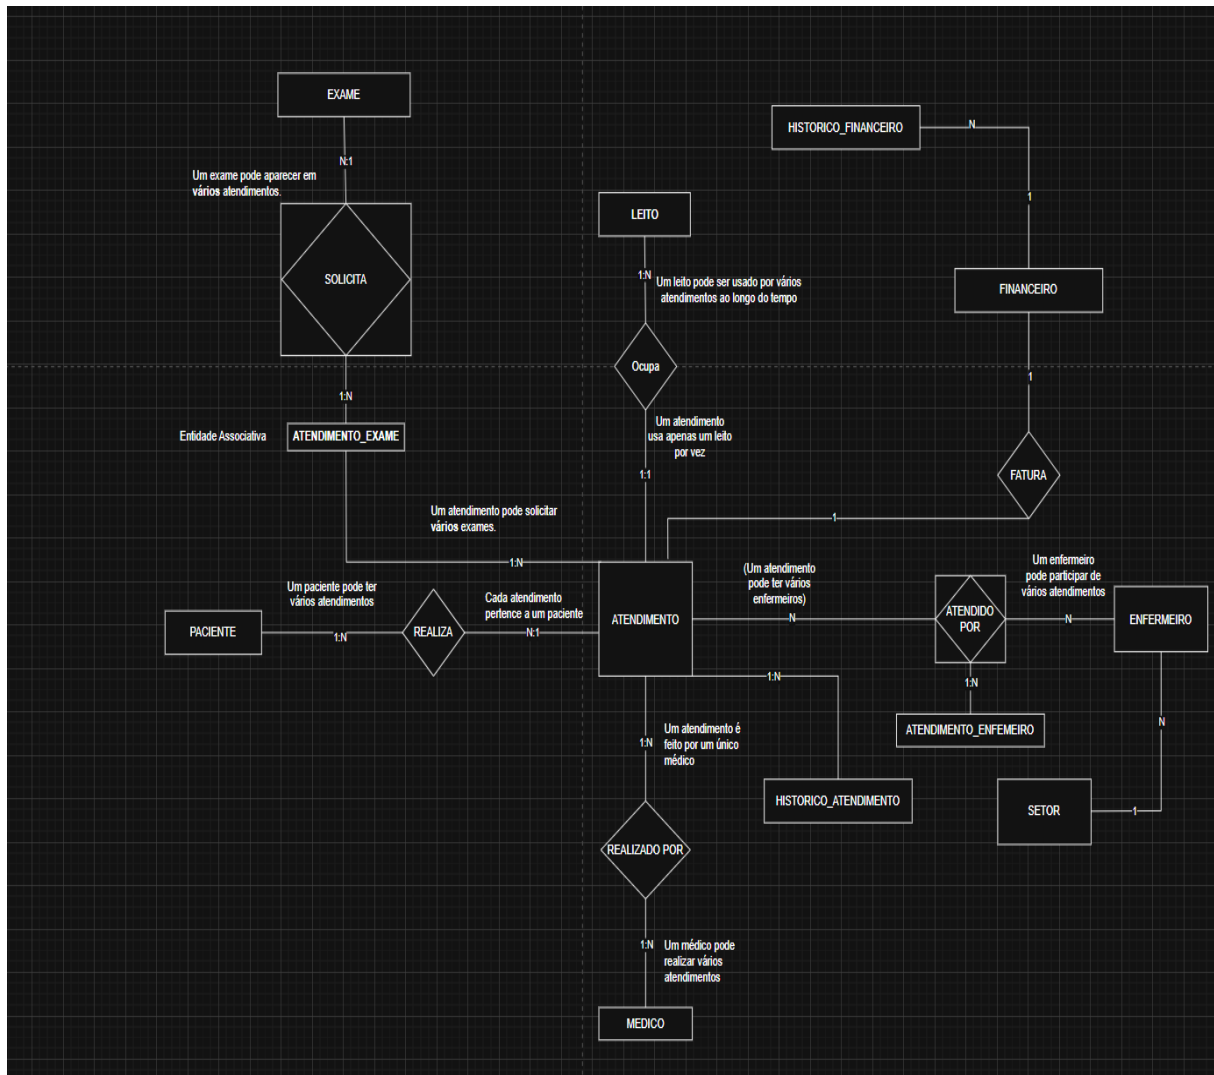 EXAME
N:1
Um exame pode aparecer em
vários atendimentos.
SOLICITA
1:N
Entidade Associativa
ATENDIMENTO_EXAME
HISTORICO_FINANCEIRO
N
1
FINANCEIRO
1
FATURA
1
LEITO
1:N
Um leito pode ser usado por vários
atendimentos ao longo do tempo
Ocupa
Um atendimento
usa apenas um leito
por vez
1:1
Um atendimento pode solicitar
vários exames.
1:N
Um paciente pode ter
vários atendimentos
Cada atendimento
pertence a um paciente
PACIENTE
1:N
REALIZA
N:1
ATENDIMENTO
(Um atendimento
pode ter vários
enfermeiros)
N
ATENDIDO
POR
Um enfermeiro
pode participar de
vários atendimentos
N
ENFERMEIRO
1:N
ATENDIMENTO_ENFEMEIRO
N
1
SETOR
1:N
HISTORICO_ATENDIMENTO
1:N
Um atendimento é
feito por um único
médico
REALIZADO POR
1:N
Um médico pode
realizar vários
atendimentos
MEDICO